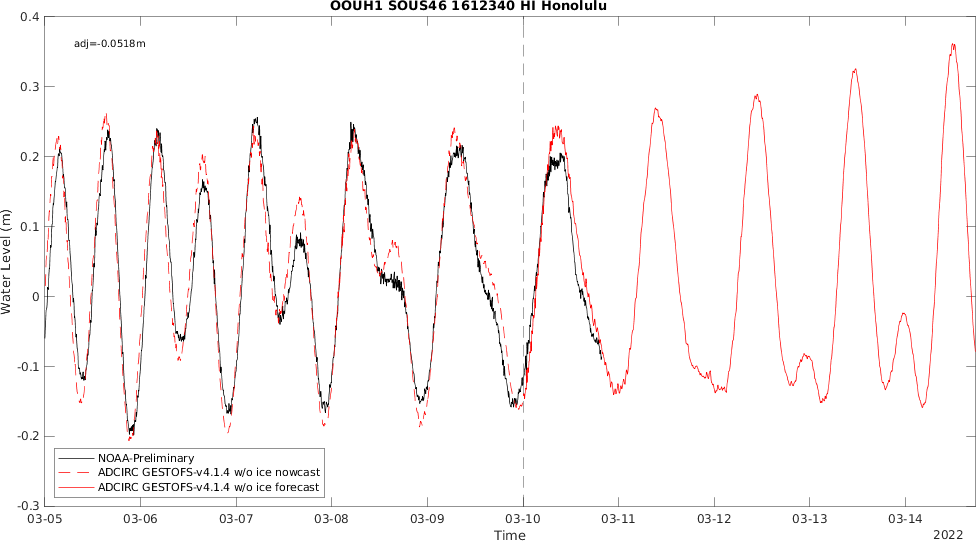 OOUH1 SOUS46 1612340 HI Honolulu
adj=-0.0518m
0.4
0.3
0.2
0.1
0
-0.1
-0.2
-0.3
Water Level (m)
NOAA-Preliminary
ADCIRC GESTOFS-v4.1.4 w/o ice nowcast
ADCIRC GESTOFS-v4.1.4 w/o ice forecast
03-05 03-06 03-07 03-08 03-09 03-10 03-11 03-12 03-13 03-14
Time
2022